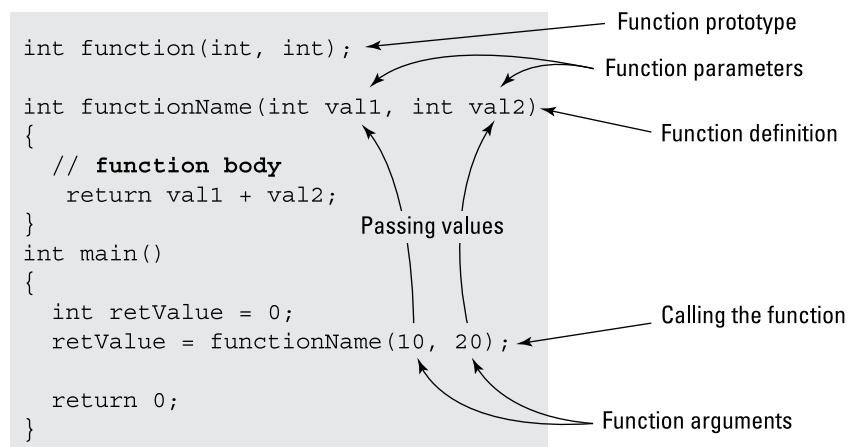 Function prototype
int function(int, int);
Function parameters
int functionName(int val1, int val2)
Function definition
{
// function body
return val1 + val2;
}
Passing values
int main()
{
int retValue = 0;
Calling the function
retValue = functionName(10, 20);
return 0;
Function arguments
}